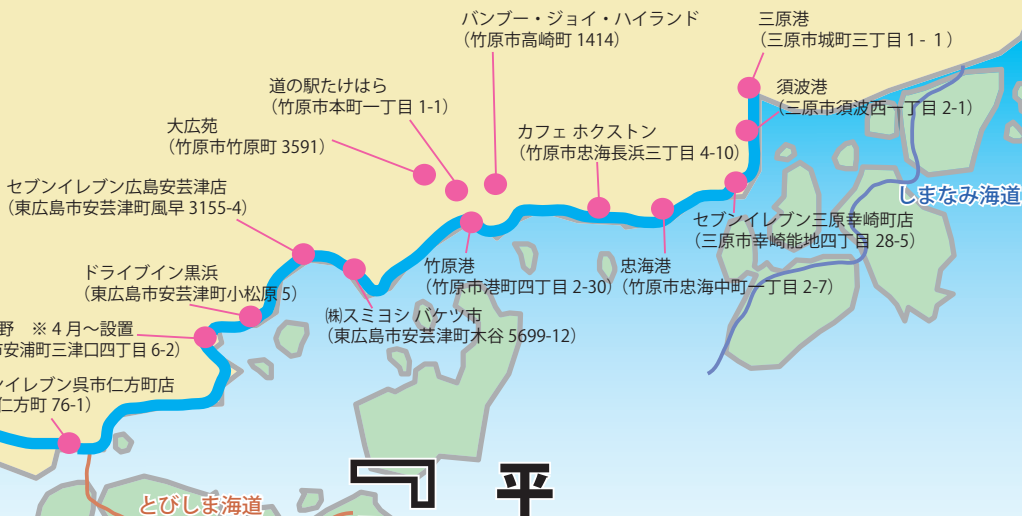 バンブー・ジョイ・ハイランド
（竹原市高崎町 1414）
三原港
（三原市城町三丁目 1 - 1 ）
道の駅たけはら
（竹原市本町一丁目 1-1）
須波港
（三原市須波西一丁目 2-1）
大広苑
（竹原市竹原町 3591）
カフェ ホクストン
（竹原市忠海長浜三丁目 4-10）
セブンイレブン広島安芸津店
（東広島市安芸津町風早 3155-4）
しまなみ海道
セブンイレブン三原幸崎町店
（三原市幸崎能地四丁目 28-5）
竹原港
（竹原市港町四丁目 2-30）
忠海港
（竹原市忠海中町一丁目 2-7）
ドライブイン黒浜
（東広島市安芸津町小松原 5）
㈱スミヨシ バケツ市
（東広島市安芸津町木谷 5699-12）
野　※４月～設置
市安浦町三津口四丁目 6-2）
ンイレブン呉市仁方町店
仁方町 76-1）
平
とびしま海道